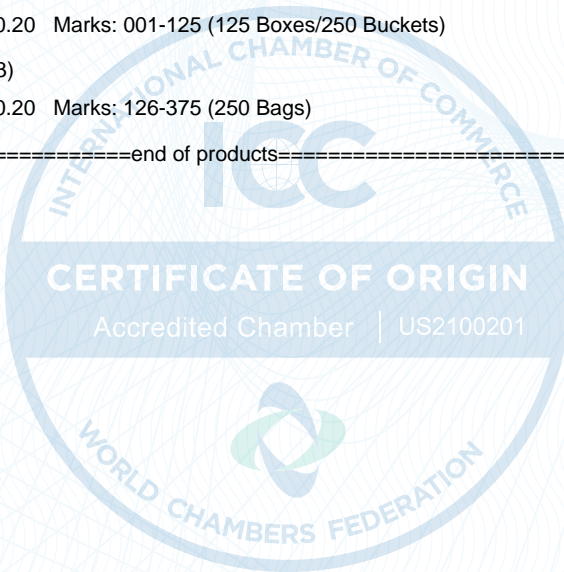 0.20 Marks: 001-125 (125 Boxes/250 Buckets)
3)
0.20 Marks: 126-375 (250 Bags)
===========end of products========================
INTERNATIONAL CHAMBER OF COMMERCE
ICC
CERTIFICATE OF ORIGIN
Accredited Chamber | US2100201
WORLD CHAMBERS FEDERATION